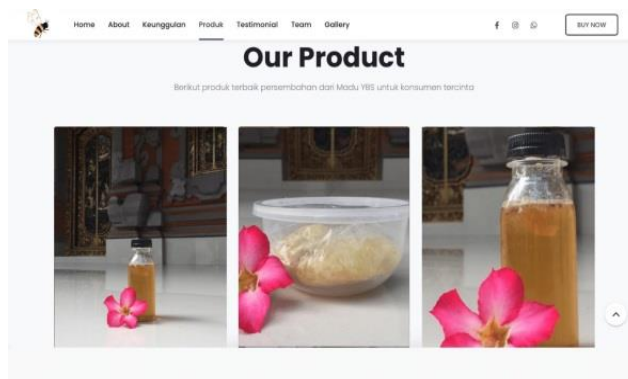 Home About Keunggulan Produk Testimonial Team Gallery BUY NOW
Our Product
Berikut produk terbaik persembahan dari Madu YBS untuk konsumen tercinta